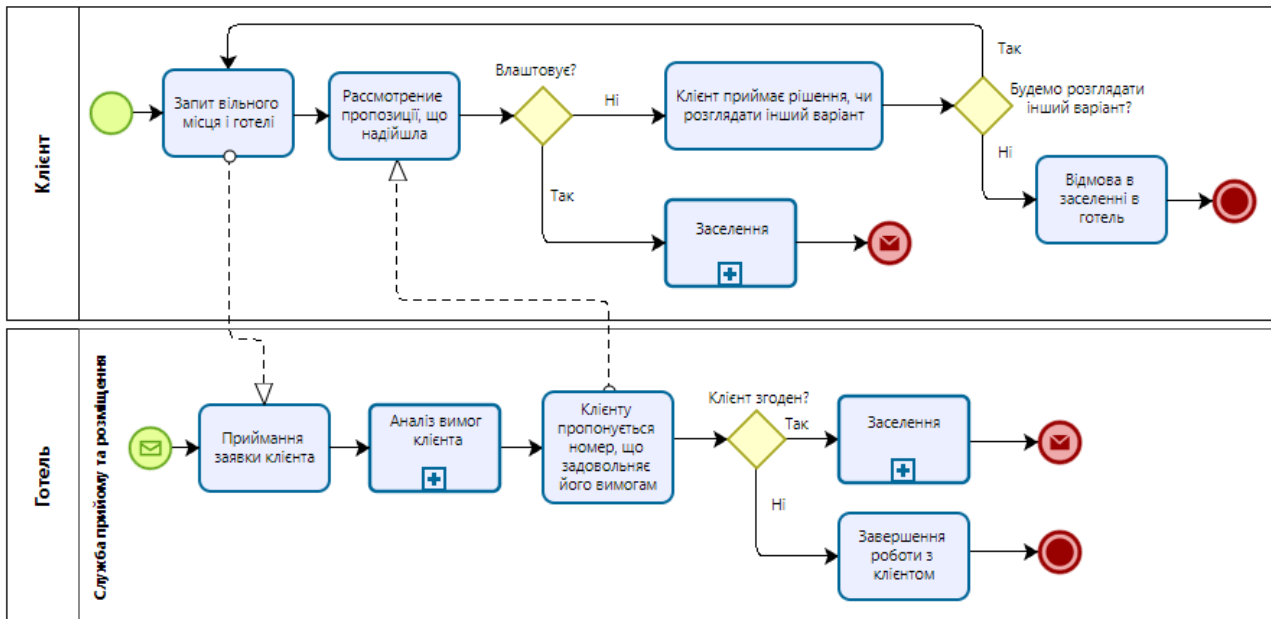 Клієнт
Запит вільного
місця і готелі
Рассмотрение
пропозиції, що
надійшла
Влаштовує?
Ні
Так
Клієнт приймає рішення, чи
розглядати інший варіант
Так
Будемо розглядати
інший варіант?
Ні
Відмова в
заселенні в
готель
Заселення
Готель
Служба прийому та розміщення
Приймання
заявки клієнта
Аналіз вимог
клієнта
Клієнту
пропонується
номер, що
задовольняє
його вимогам
Клієнт згоден?
Так
Ні
Заселення
Завершення
роботи з
клієнтом